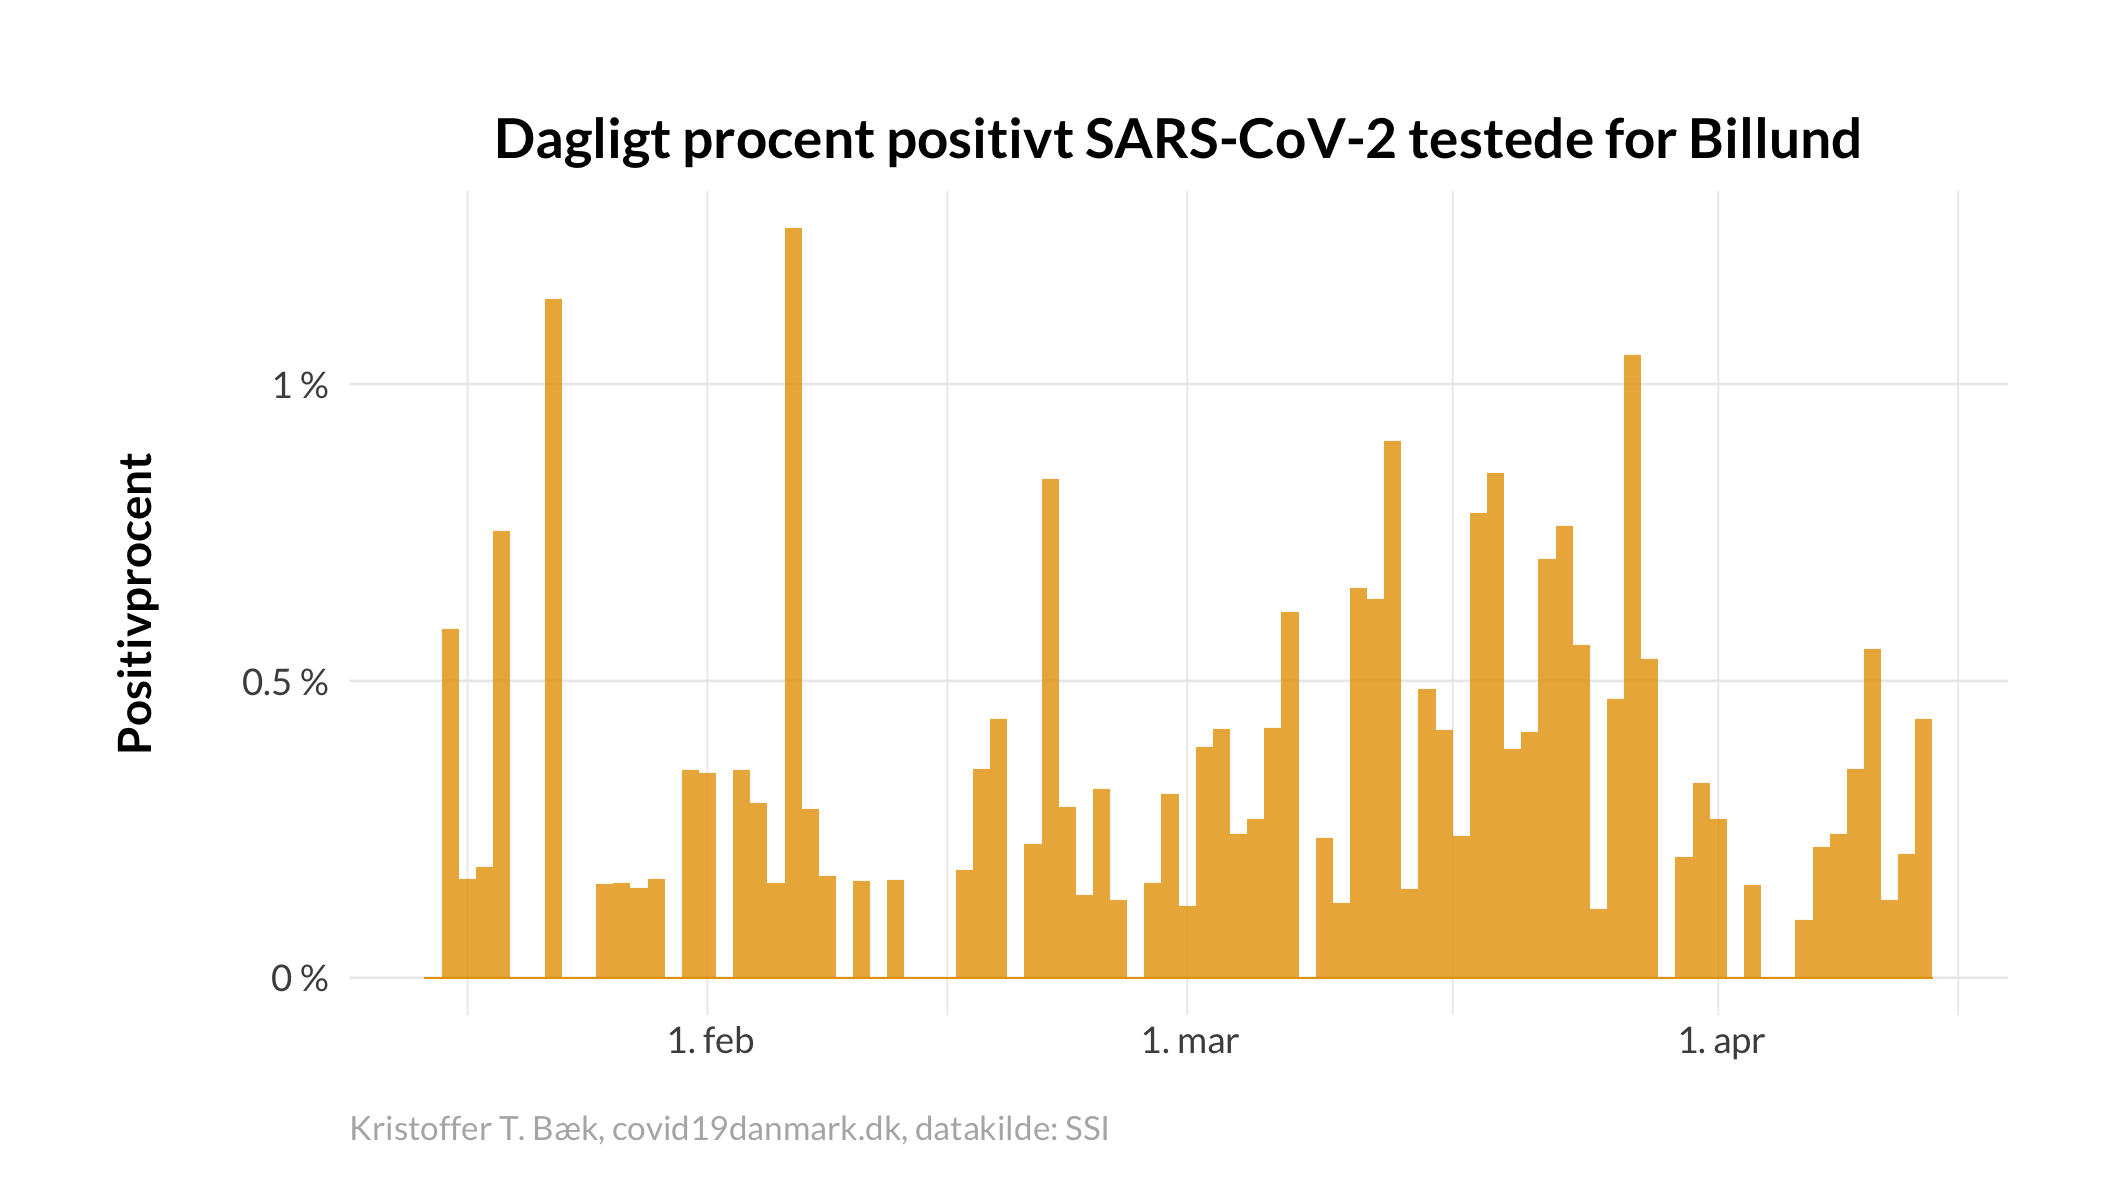 Dagligt procent positivt SARS-CoV-2 testede for Billund
Positivprocent
1 %
0.5 %
0 %
1. feb
1. mar
1. apr
Kristoffer T. Bæk, covid19danmark.dk, datakilde: SSI